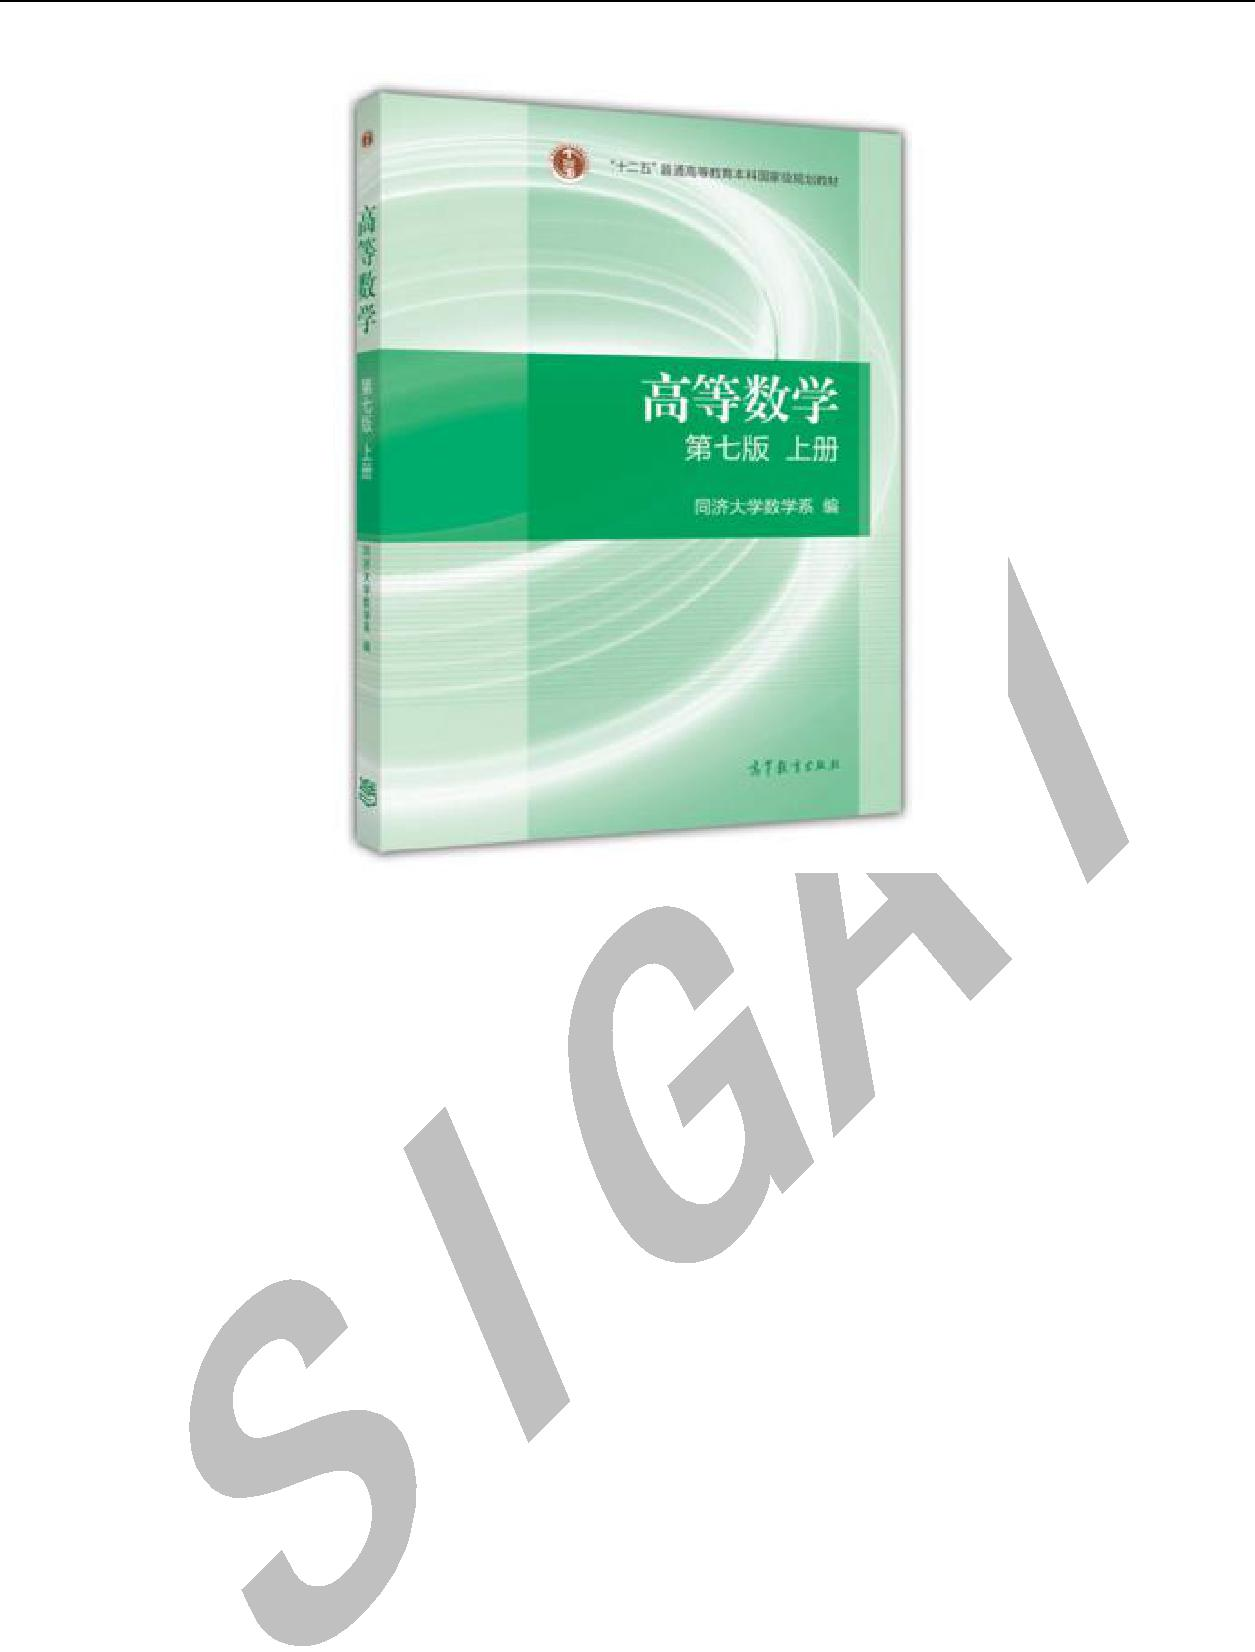 "十二五"普通高等教育本科国家级规划教材
高等数学
第七版 上册
同济大学数学系 编
高等教育出版社
高等数学
第七版 上册
同济大学数学系 编
SIGAI